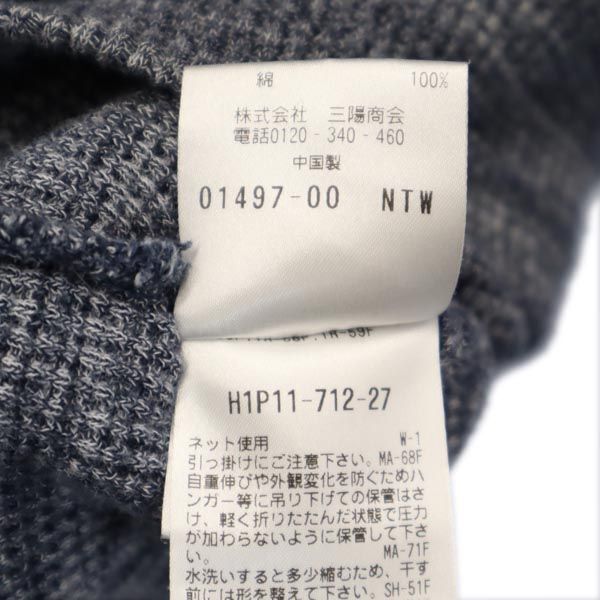 綿 100%
株式会社 三陽商会
電話0120-340-460
中国製
01497-00 NTW
TR-59F
H1P11-712-27
ネット使用 W-1
引っ掛けにご注意下さい。MA-68F
自重伸びや外観変化を防ぐためハ
ンガー等に吊り下げての保管はさ
け、軽く折りたたんだ状態で圧力
が加わらないように保管して下さ
い。 MA-71F
水洗いすると多少縮むため、干す
前には形を整えて下さい。 SH-51F